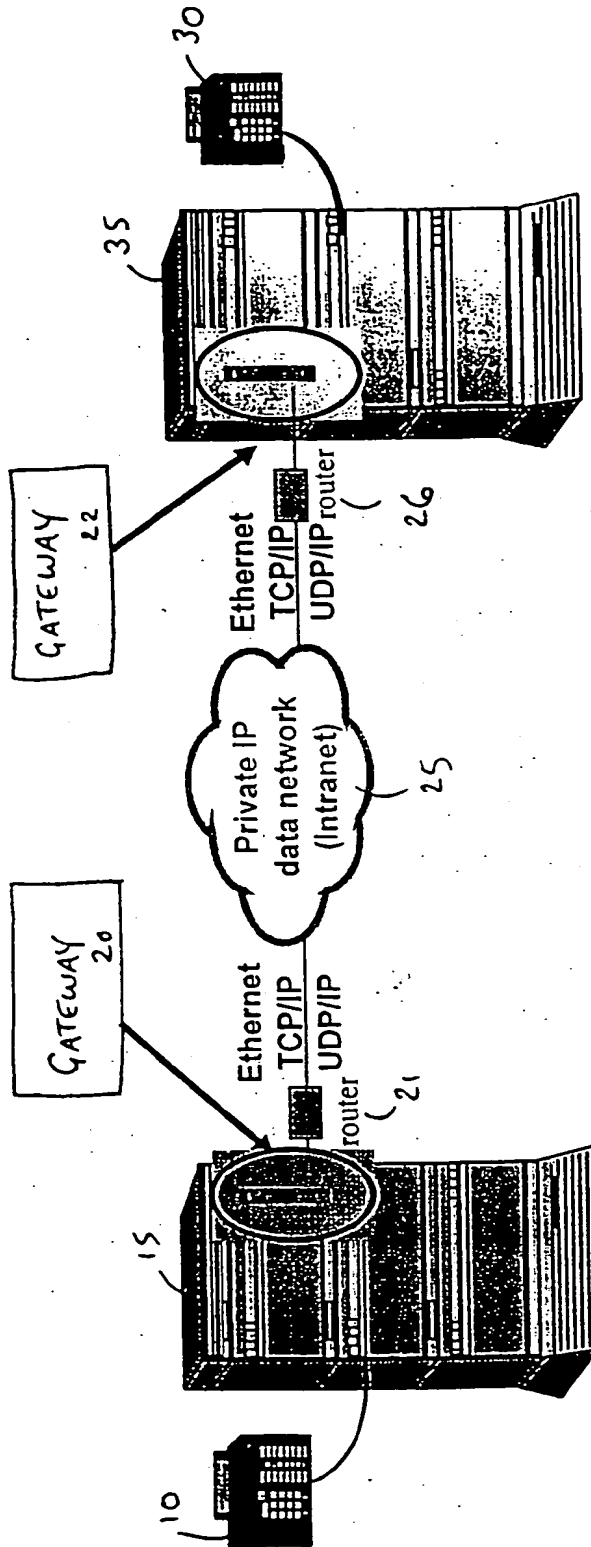 10
15
GATEWAY
20
router
21
Ethernet
TCP/IP
UDP/IP
Private IP
data network
(Intranet)
25
GATEWAY
22
Ethernet
TCP/IP
UDP/IP
router
26
35
30